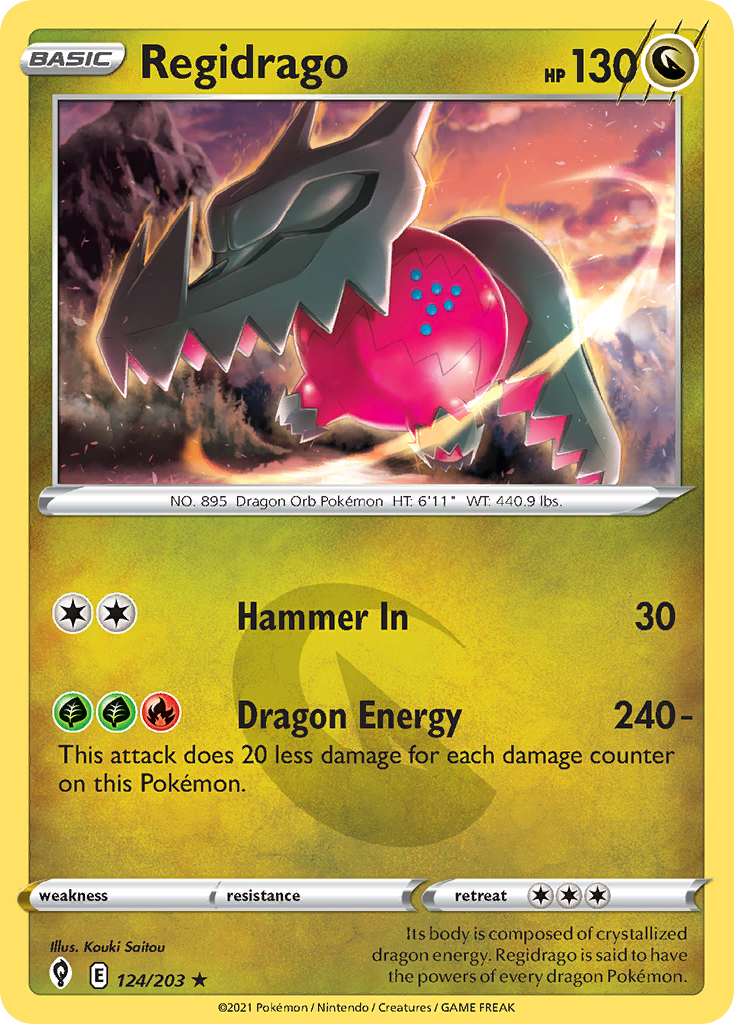 BASIC Regidrago HP 130
NO. 895 Dragon Orb Pokémon HT: 6'11" WT: 440.9 lbs.
Hammer In 30
Dragon Energy 240-
This attack does 20 less damage for each damage counter
on this Pokémon.
weakness resistance retreat
Illus. Kouki Saitou
Its body is composed of crystallized
dragon energy. Regidrago is said to have
the powers of every dragon Pokémon.
E 124/203 ★
©2021 Pokémon / Nintendo / Creatures / GAME FREAK